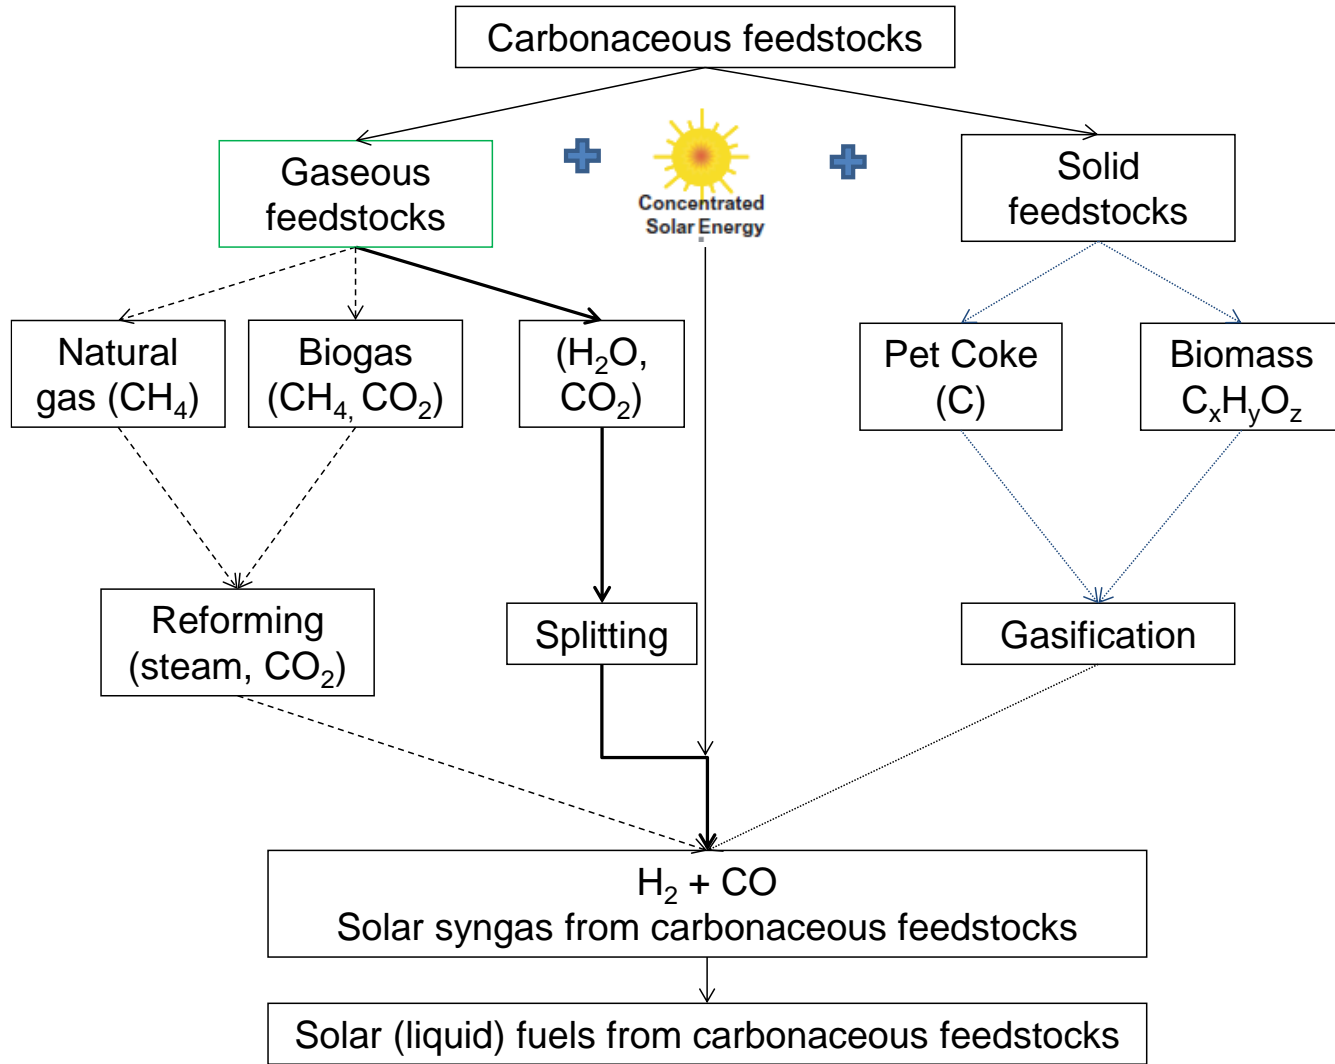 Carbonaceous feedstocks
Gaseous
feedstocks
Concentrated
Solar Energy
Solid
feedstocks
Natural
gas (CH₄)
Biogas
(CH₄, CO₂)
(H₂O,
CO₂)
Pet Coke
(C)
Biomass
CₓHᵧO_z
Reforming
(steam, CO₂)
Splitting
Gasification
H₂ + CO
Solar syngas from carbonaceous feedstocks
Solar (liquid) fuels from carbonaceous feedstocks